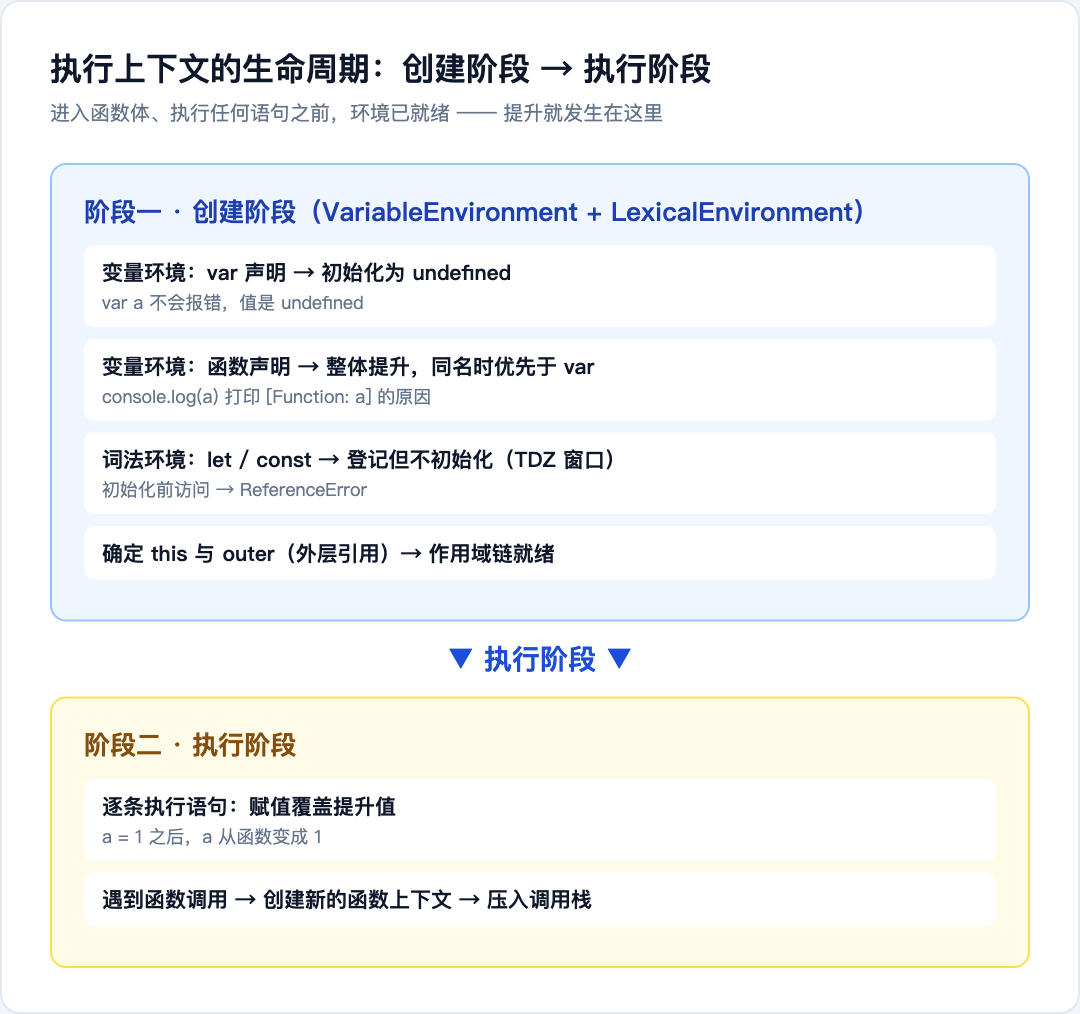 执行上下文的生命周期：创建阶段 → 执行阶段
进入函数体、执行任何语句之前，环境已就绪 —— 提升就发生在这里
阶段一 · 创建阶段（VariableEnvironment + LexicalEnvironment）
变量环境：var 声明 → 初始化为 undefined
var a 不会报错，值是 undefined
变量环境：函数声明 → 整体提升，同名时优先于 var
console.log(a) 打印 [Function: a] 的原因
词法环境：let / const → 登记但不初始化（TDZ 窗口）
初始化前访问 → ReferenceError
确定 this 与 outer（外层引用）→ 作用域链就绪
▼ 执行阶段 ▼
阶段二 · 执行阶段
逐条执行语句：赋值覆盖提升值
a = 1 之后，a 从函数变成 1
遇到函数调用 → 创建新的函数上下文 → 压入调用栈